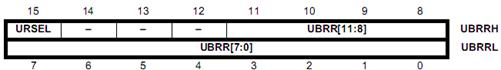 15 14 13 12 11 10 9 8
URSEL – – – UBRR[11:8] UBRRH
UBRR[7:0] UBRRL
7 6 5 4 3 2 1 0